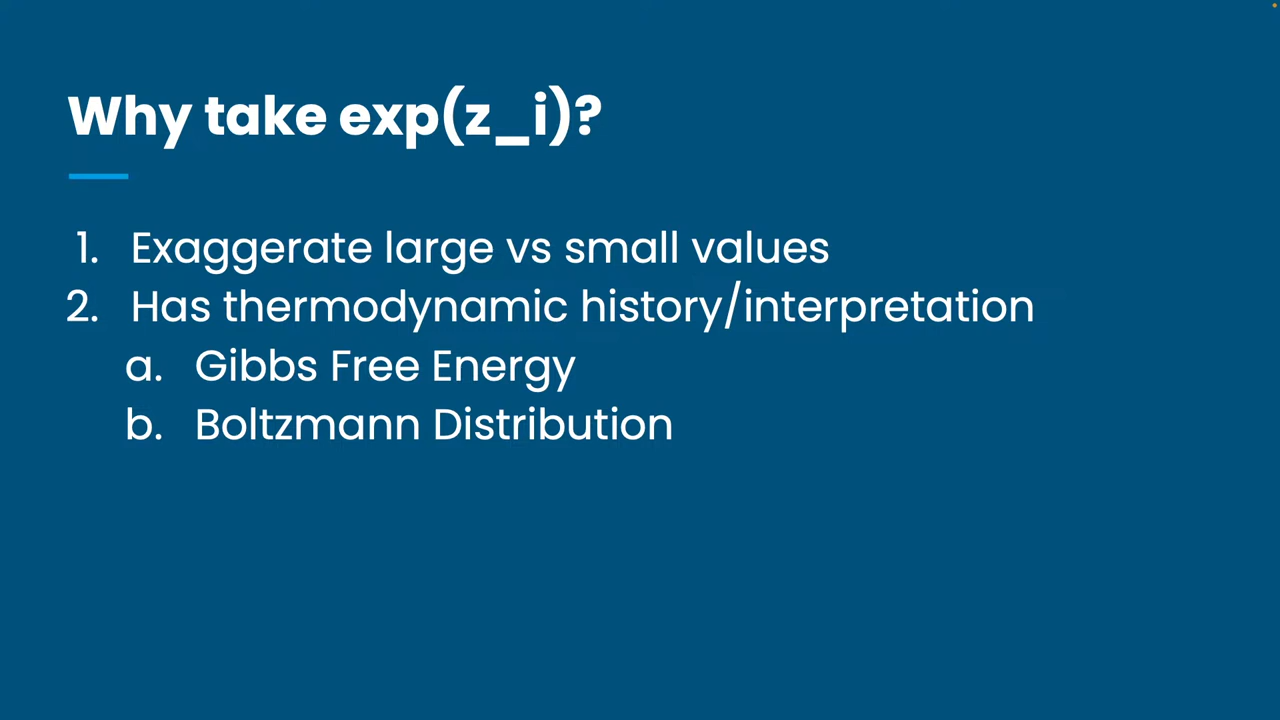 Why take exp(z_i)?
1. Exaggerate large vs small values
2. Has thermodynamic history/interpretation
a. Gibbs Free Energy
b. Boltzmann Distribution